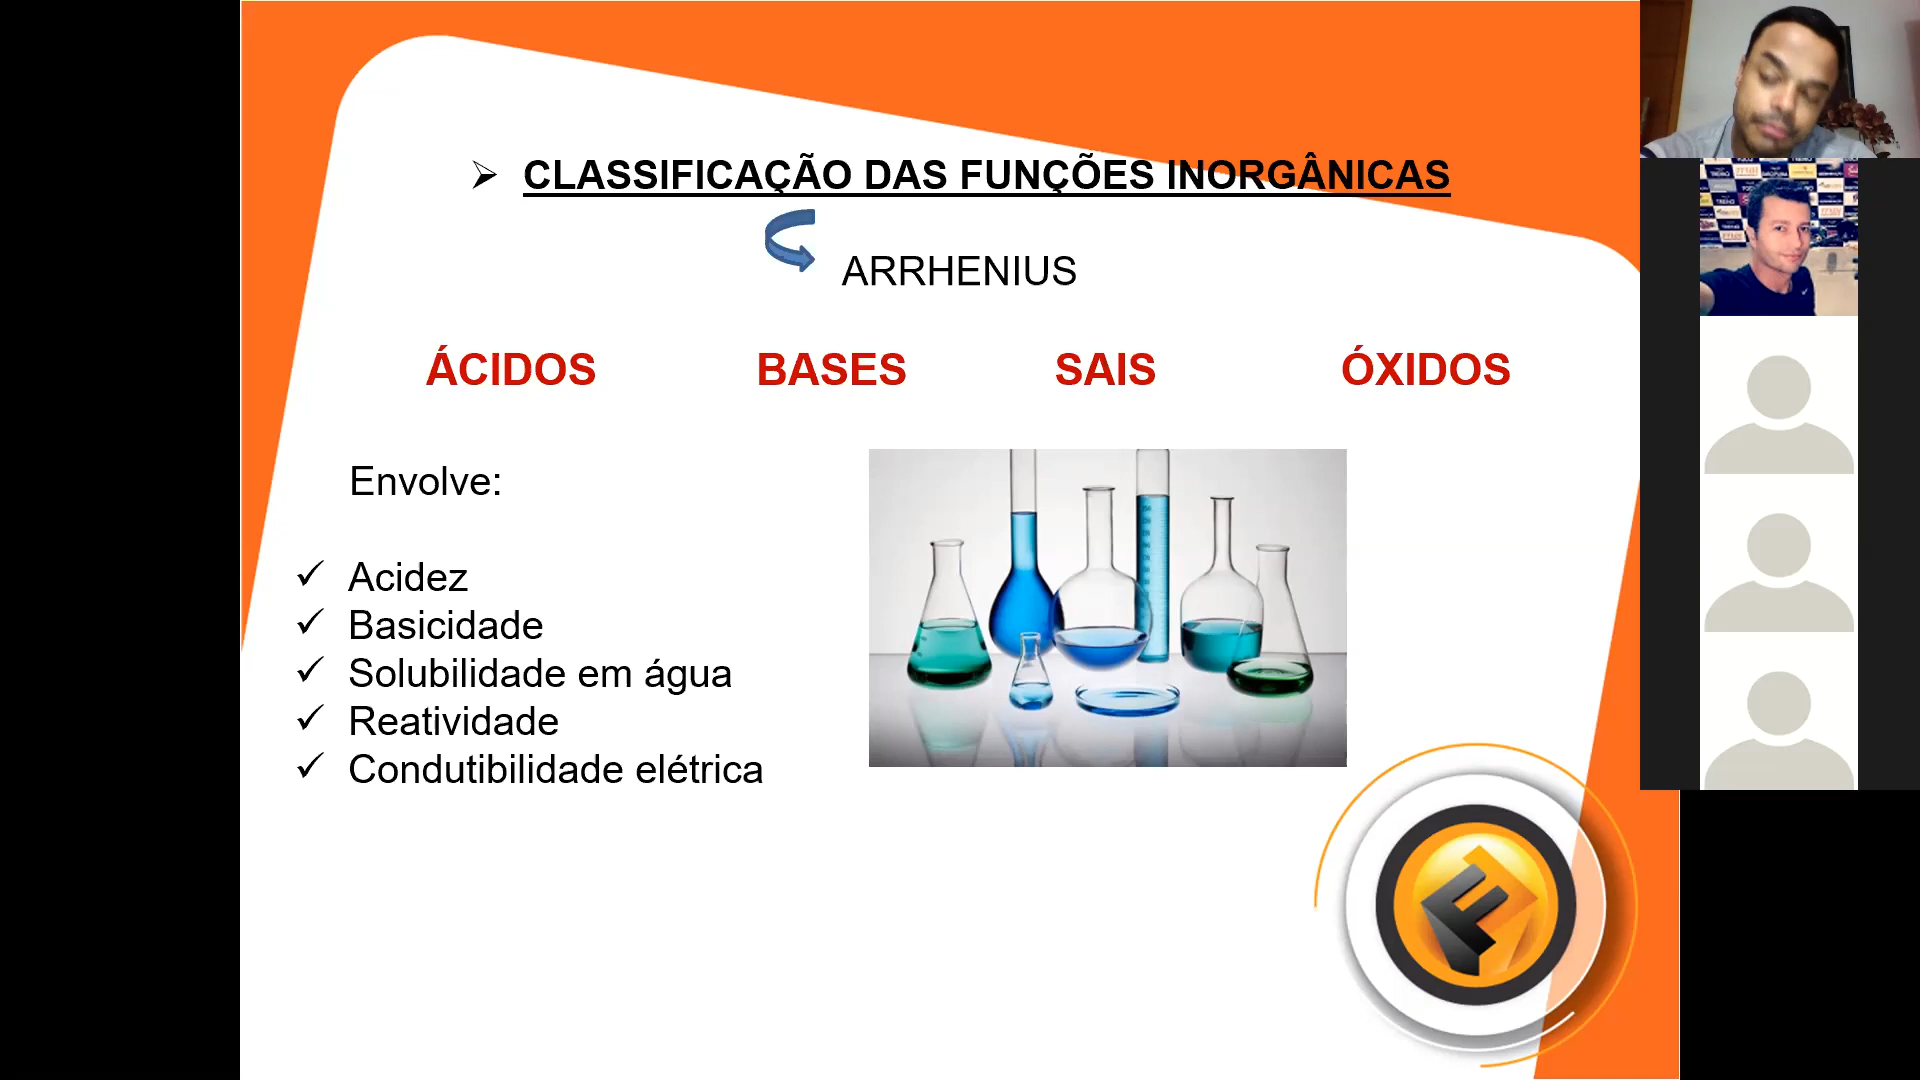 CLASSIFICAÇÃO DAS FUNÇÕES INORGÂNICAS
ARRHENIUS
ÁCIDOS BASES SAIS ÓXIDOS
Envolve:
Acidez
Basicidade
Solubilidade em água
Reatividade
Condutibilidade elétrica